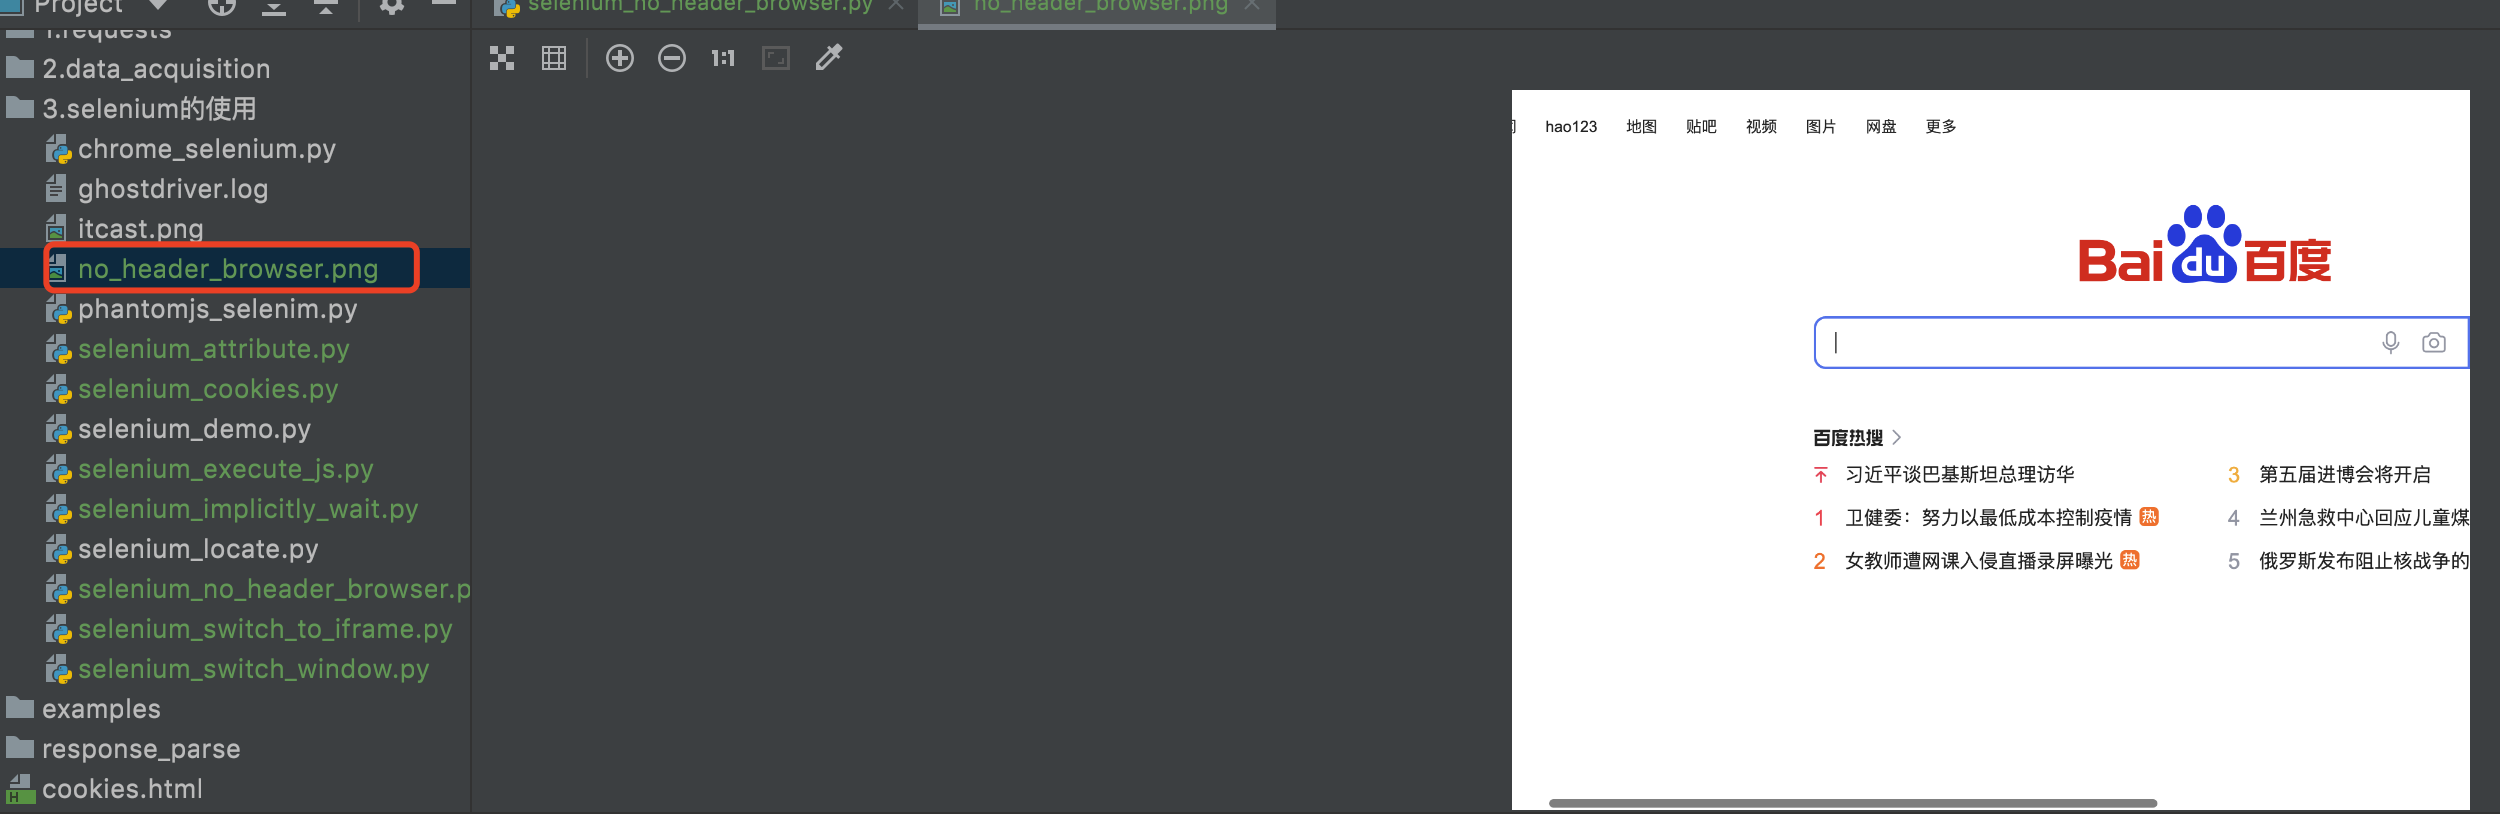 Project
selenium_no_header_browser.py
no_header_browser.png
1.requests
2.data_acquisition
3.selenium的使用
chrome_selenium.py
ghostdriver.log
itcast.png
no_header_browser.png
phantomjs_selenim.py
selenium_attribute.py
selenium_cookies.py
selenium_demo.py
selenium_execute_js.py
selenium_implicitly_wait.py
selenium_locate.py
selenium_no_header_browser.p
selenium_switch_to_iframe.py
selenium_switch_window.py
examples
response_parse
cookies.html
1:1
hao123 地图 贴吧 视频 图片 网盘 更多
Bai du 百度
百度热搜
习近平谈巴基斯坦总理访华
1 卫健委：努力以最低成本控制疫情 热
2 女教师遭网课入侵直播录屏曝光 热
3 第五届进博会将开启
4 兰州急救中心回应儿童煤
5 俄罗斯发布阻止核战争的